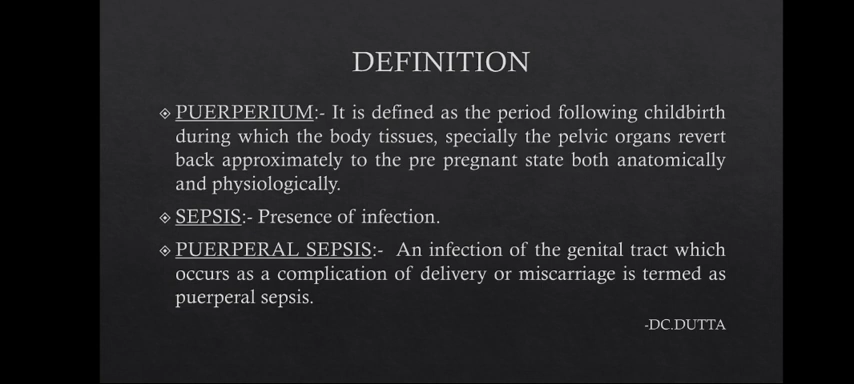 DEFINITION
PUERPERIUM:- It is defined as the period following childbirth
during which the body tissues, specially the pelvic organs revert
back approximately to the pre pregnant state both anatomically
and physiologically.
SEPSIS:- Presence of infection.
PUERPERAL SEPSIS:- An infection of the genital tract which
occurs as a complication of delivery or miscarriage is termed as
puerperal sepsis.
-DC.DUTTA